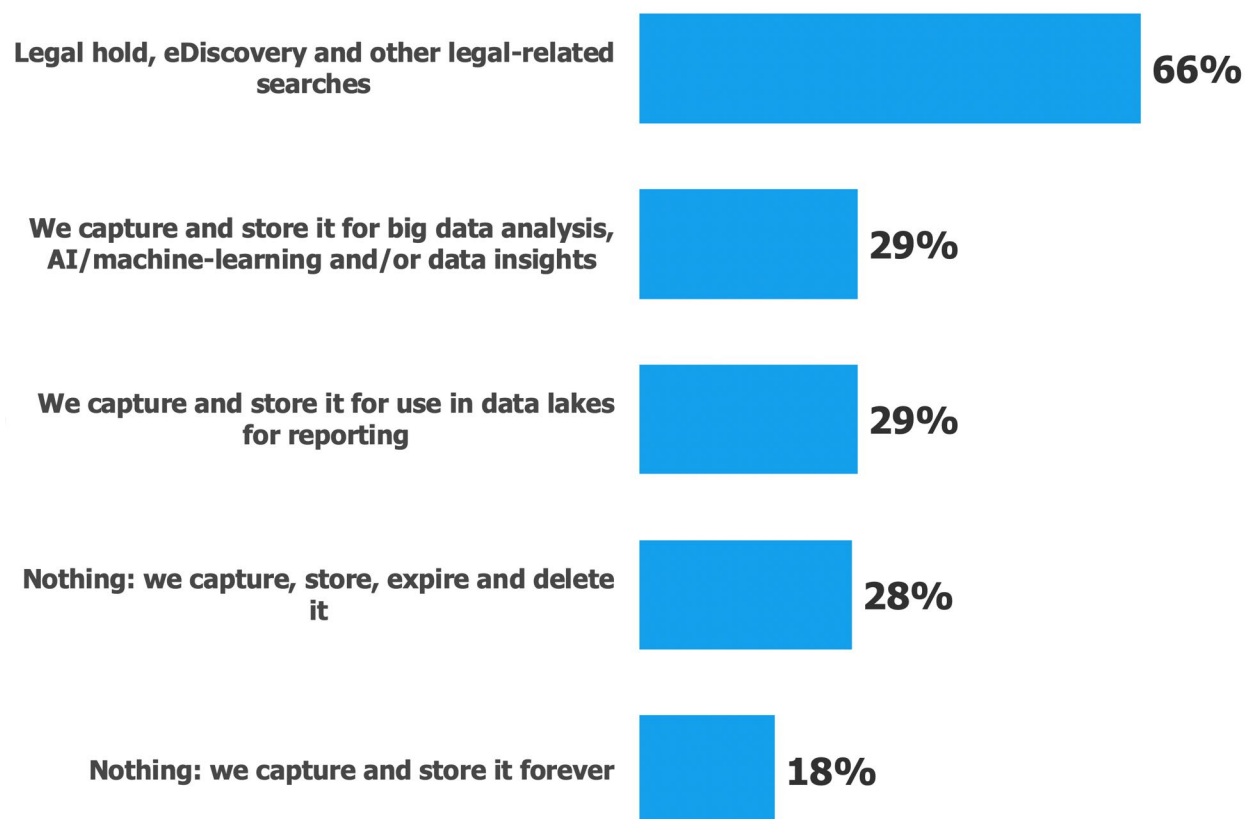 Legal hold, eDiscovery and other legal-related
searches
66%
We capture and store it for big data analysis,
AI/machine-learning and/or data insights
29%
We capture and store it for use in data lakes
for reporting
29%
Nothing: we capture, store, expire and delete
it
28%
Nothing: we capture and store it forever
18%